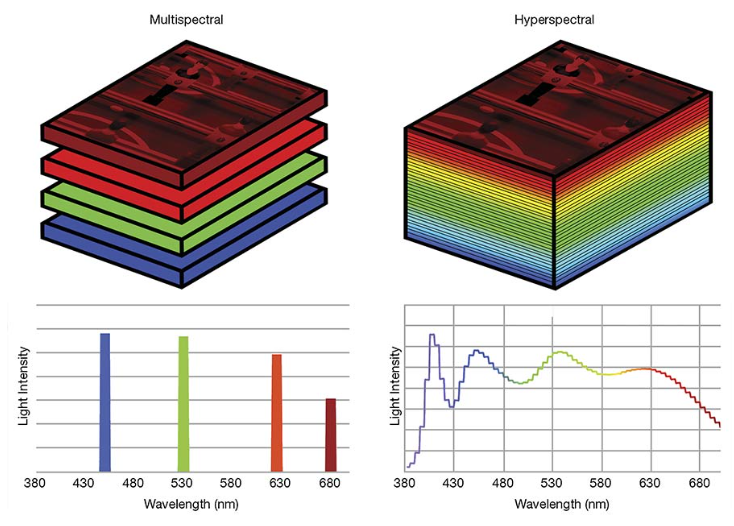 Multispectral
Hyperspectral
Light Intensity
380 430 480 530 580 630 680
Wavelength (nm)
Light Intensity
380 430 480 530 580 630 680
Wavelength (nm)